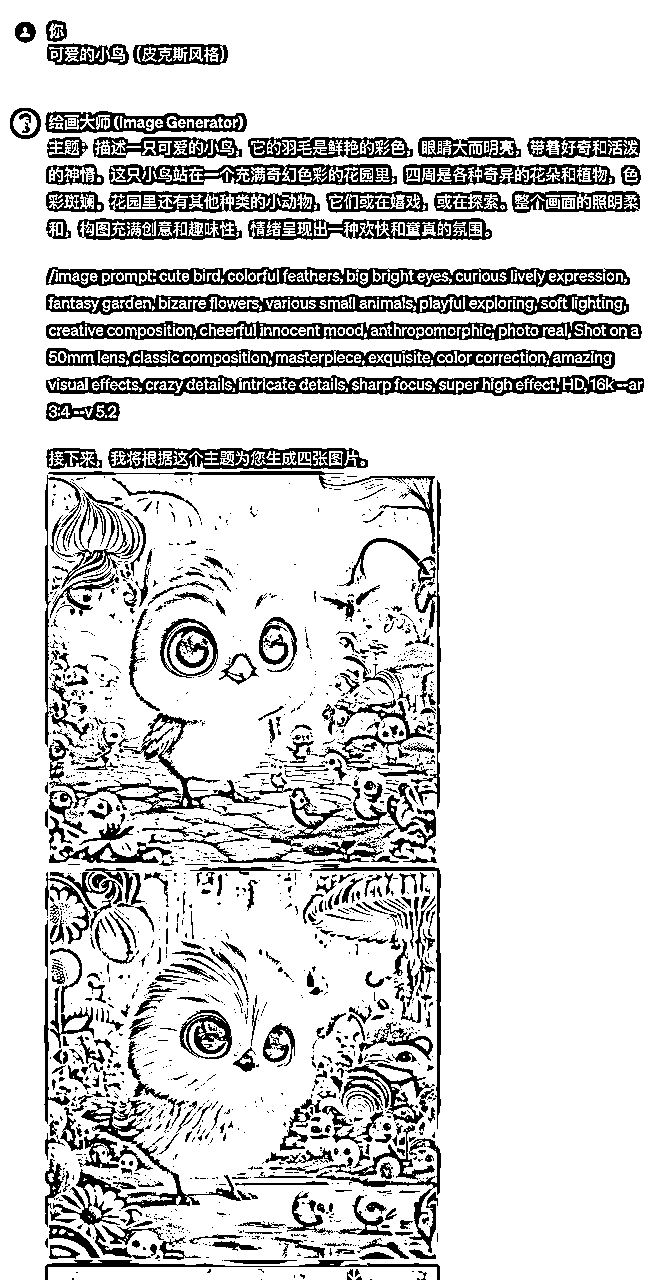 你
可爱的小鸟（皮克斯风格）
绘画大师 (Image Generator)
主题：描述一只可爱的小鸟，它的羽毛是鲜艳的彩色，眼睛大而明亮，带着好奇和活泼
的神情。这只小鸟站在一个充满奇幻色彩的花园里，四周是各种奇异的花朵和植物，色
彩斑斓。花园里还有其他种类的小动物，它们或在嬉戏，或在探索。整个画面的照明柔
和，构图充满创意和趣味性，情绪呈现出一种欢快和童真的氛围。
/image prompt: cute bird, colorful feathers, big bright eyes, curious lively expression,
fantasy garden, bizarre flowers, various small animals, playful exploring, soft lighting,
creative composition, cheerful innocent mood, anthropomorphic, photo real, Shot on a
50mm lens, classic composition, masterpiece, exquisite, color correction, amazing
visual effects, crazy details, intricate details, sharp focus, super high effect, HD, 16k --ar
3:4 --v 5.2
接下来，我将根据这个主题为您生成四张图片。